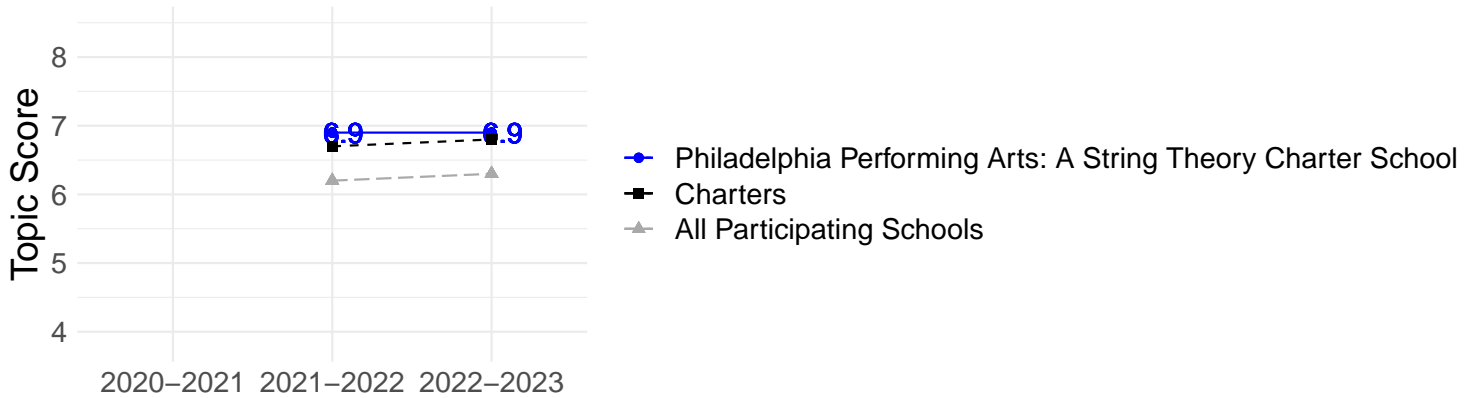 8
7
6
5
4
Topic Score
6.9
6.9
2020–2021 2021–2022 2022–2023
Philadelphia Performing Arts: A String Theory Charter School
Charters
All Participating Schools